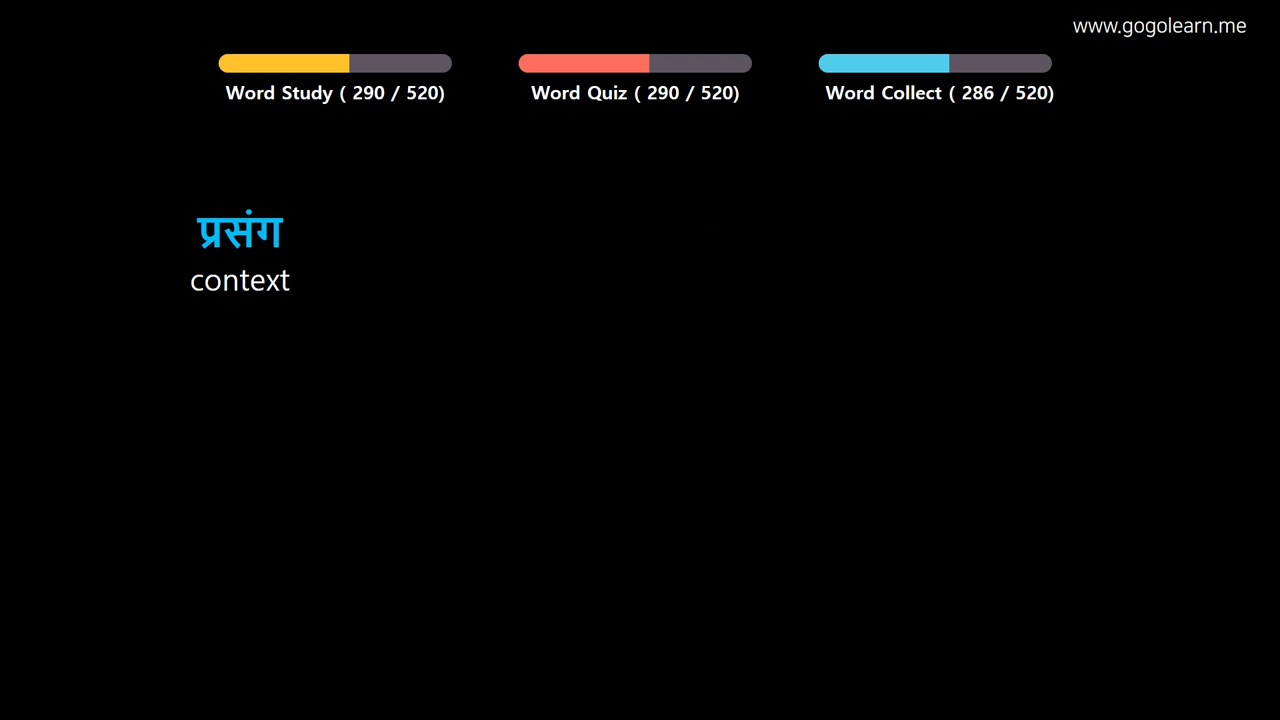 www.gogolearn.me
Word Study ( 290 / 520)
Word Quiz ( 290 / 520)
Word Collect ( 286 / 520)
प्रसंग
context